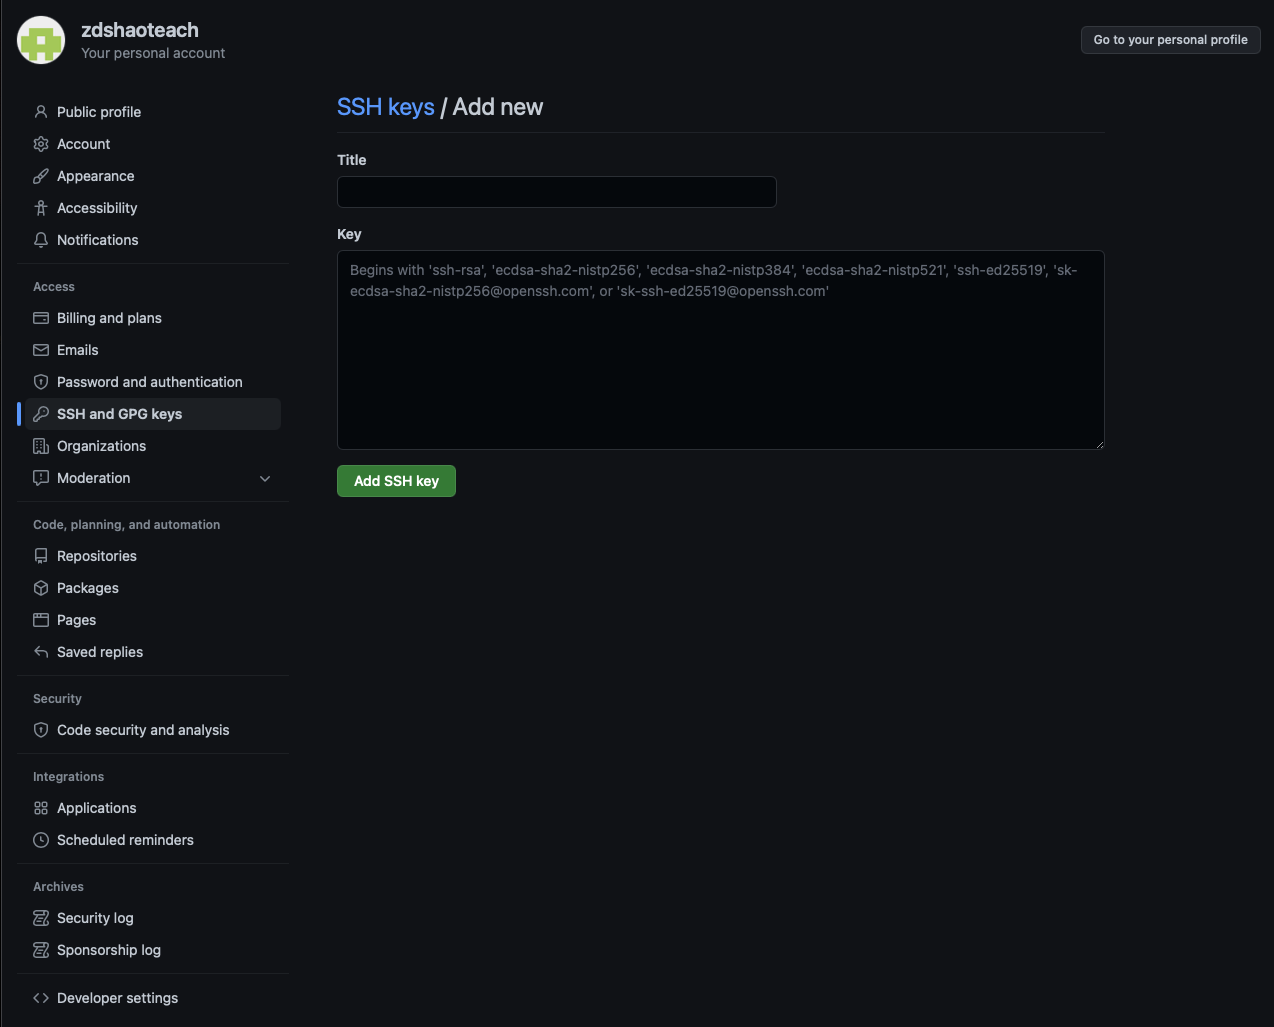 zdshaoteach
Your personal account
Go to your personal profile
Public profile
Account
Appearance
Accessibility
Notifications
Access
Billing and plans
Emails
Password and authentication
SSH and GPG keys
Organizations
Moderation
Code, planning, and automation
Repositories
Packages
Pages
Saved replies
Security
Code security and analysis
Integrations
Applications
Scheduled reminders
Archives
Security log
Sponsorship log
Developer settings
SSH keys / Add new
Title
Key
Begins with 'ssh-rsa', 'ecdsa-sha2-nistp256', 'ecdsa-sha2-nistp384', 'ecdsa-sha2-nistp521', 'ssh-ed25519', 'sk-
ecdsa-sha2-nistp256@openssh.com', or 'sk-ssh-ed25519@openssh.com'
Add SSH key